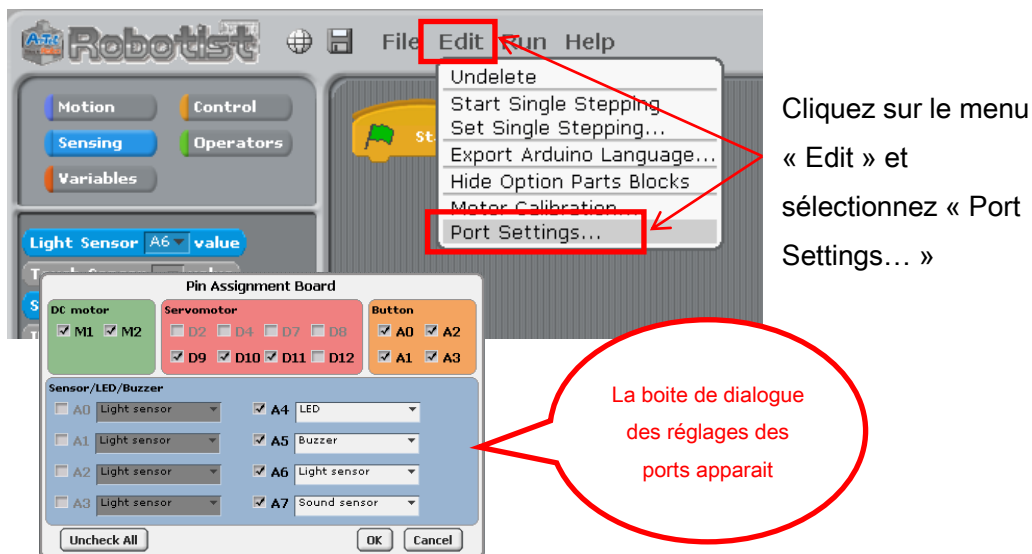 Robotist
File Edit Run Help
Undelete
Start Single Stepping
Set Single Stepping...
Export Arduino Language...
Hide Option Parts Blocks
Motor Calibration...
Port Settings...
Motion Control
Sensing Operators
Variables
Light Sensor A6 value
Cliquez sur le menu
« Edit » et
sélectionnez « Port
Settings… »
Pin Assignment Board
DC motor Servomotor Button
M1 M2 D2 D4 D7 D8 A0 A2
D9 D10 D11 D12 A1 A3
Sensor/LED/Buzzer
A0 Light sensor A4 LED
A1 Light sensor A5 Buzzer
A2 Light sensor A6 Light sensor
A3 Light sensor A7 Sound sensor
Uncheck All OK Cancel
La boite de dialogue
des réglages des
ports apparait